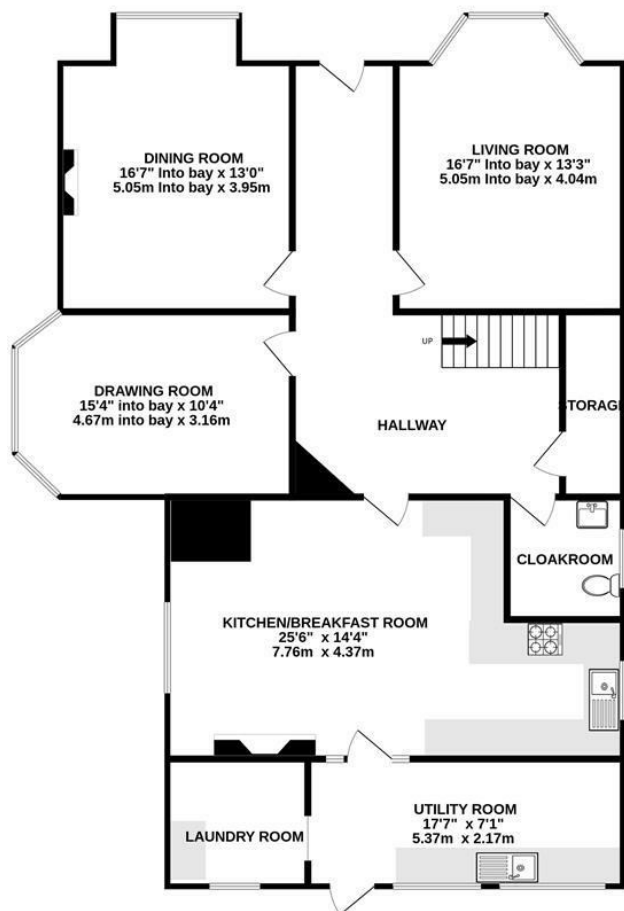 DINING ROOM
16'7" Into bay x 13'0"
5.05m Into bay x 3.95m
LIVING ROOM
16'7" Into bay x 13'3"
5.05m Into bay x 4.04m
DRAWING ROOM
15'4" into bay x 10'4"
4.67m into bay x 3.16m
UP
HALLWAY
STORAGE
CLOAKROOM
KITCHEN/BREAKFAST ROOM
25'6" x 14'4"
7.76m x 4.37m
LAUNDRY ROOM
UTILITY ROOM
17'7" x 7'1"
5.37m x 2.17m